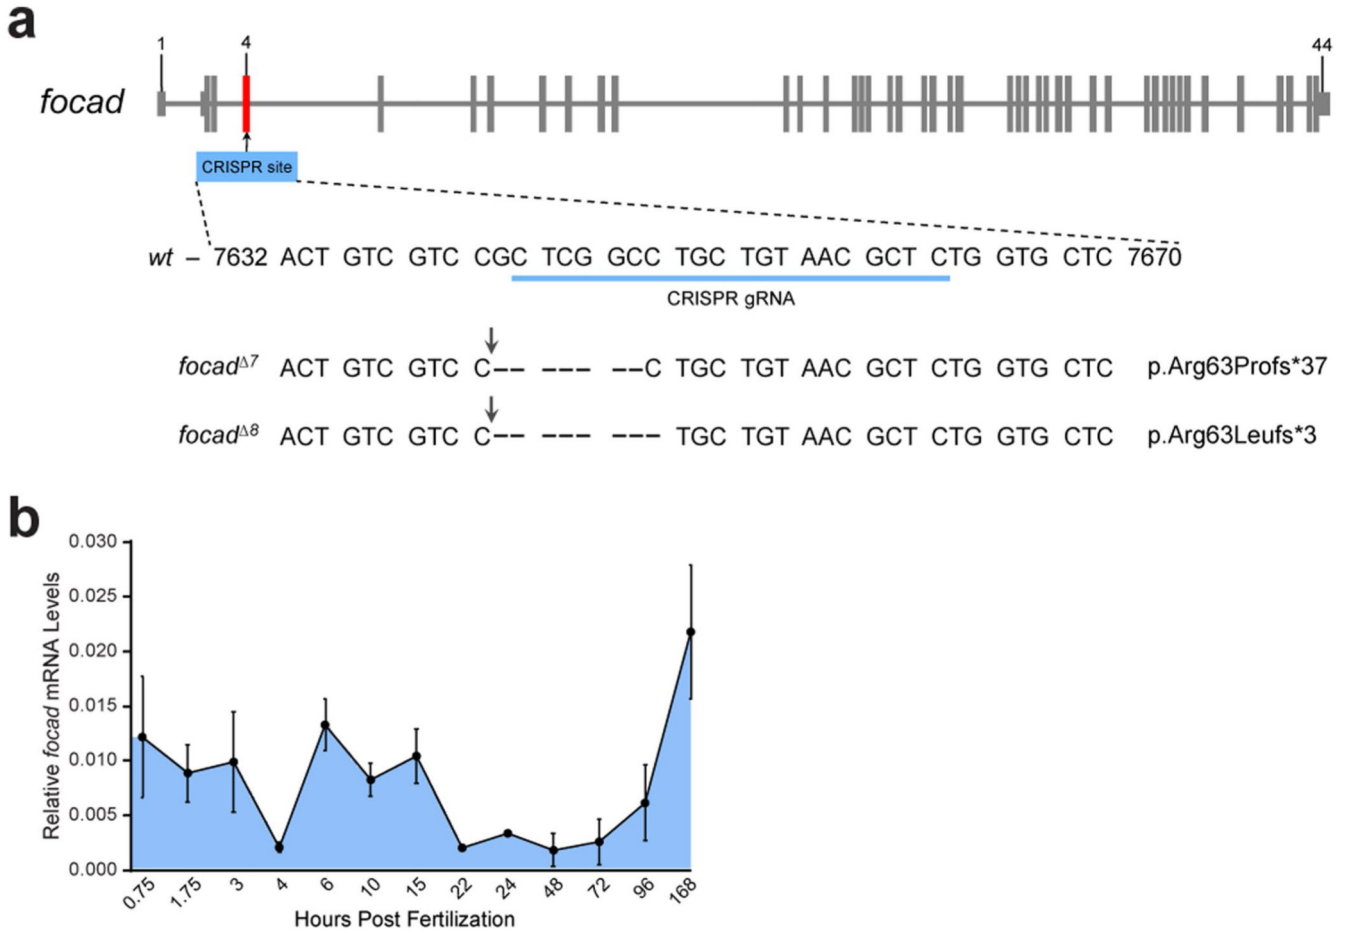 a
1 4 44
focad
CRISPR site
wt – 7632 ACT GTC GTC CGC TCG GCC TGC TGT AAC GCT CTG GTG CTC 7670
CRISPR gRNA
focadΔ7 ACT GTC GTC C–– ––– ––C TGC TGT AAC GCT CTG GTG CTC p.Arg63Profs*37
focadΔ8 ACT GTC GTC C–– ––– ––– TGC TGT AAC GCT CTG GTG CTC p.Arg63Leufs*3
b
Relative focad mRNA Levels
0.030
0.025
0.020
0.015
0.010
0.005
0.000
0.75 1.75 3 4 6 10 15 22 24 48 72 96 168
Hours Post Fertilization